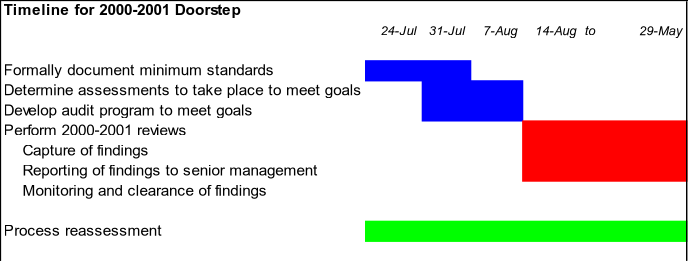 Timeline for 2000-2001 Doorstep
24-Jul 31-Jul 7-Aug 14-Aug to 29-May
Formally document minimum standards
Determine assessments to take place to meet goals
Develop audit program to meet goals
Perform 2000-2001 reviews
Capture of findings
Reporting of findings to senior management
Monitoring and clearance of findings
Process reassessment